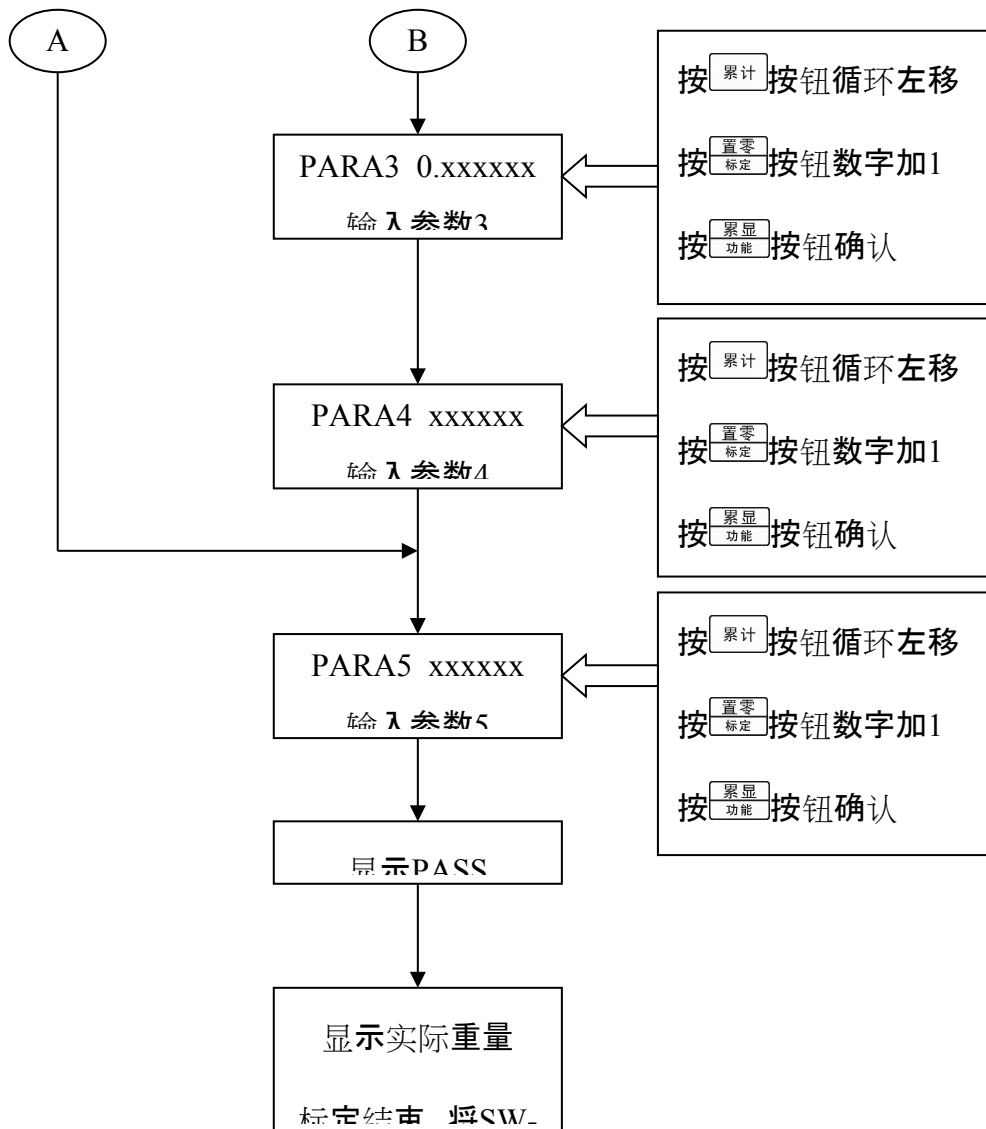 A
B
PARA3 0.xxxxxx
输入参数3
按累计按钮循环左移
按置零标定按钮数字加1
按累显功能按钮确认
PARA4 xxxxxx
输入参数4
按累计按钮循环左移
按置零标定按钮数字加1
按累显功能按钮确认
PARA5 xxxxxx
输入参数5
按累计按钮循环左移
按置零标定按钮数字加1
按累显功能按钮确认
显示PASS
显示实际重量
标定结束 将SW-